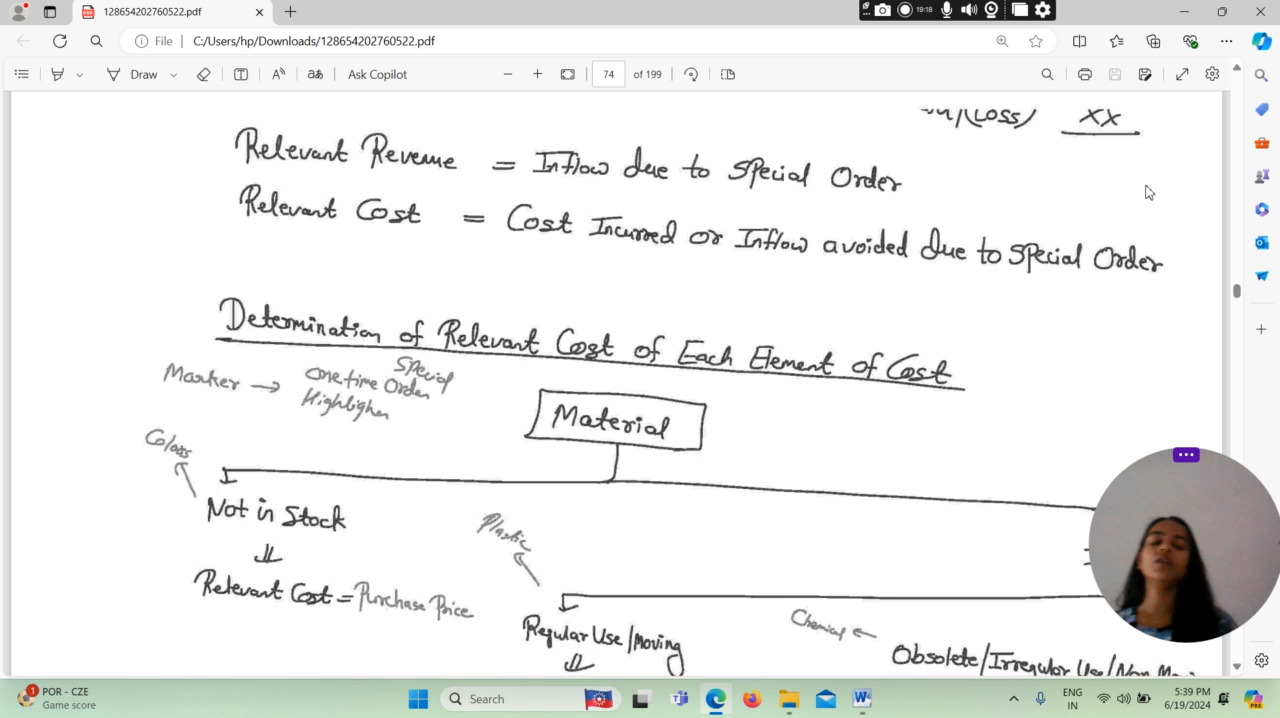 128654202760522.pdf
19:18
File
C:/Users/hp/Downloads/128654202760522.pdf
Draw
Ask Copilot
74
of 199
(Loss) XX
Relevant Revenue = Inflow due to Special Order
Relevant Cost = Cost Incurred or Inflow avoided due to Special Order
Determination of Relevant Cost of Each Element of Cost
Marker → One time Special Order
Highlighter
Material
Colors
Not in Stock
Relevant Cost = Purchase Price
Plastic
Regular Use/Moving
Chemical
Obsolete/Irregular Use/Non
POR - CZE
Game score
1
Search
ENG
IN
5:39 PM
6/19/2024